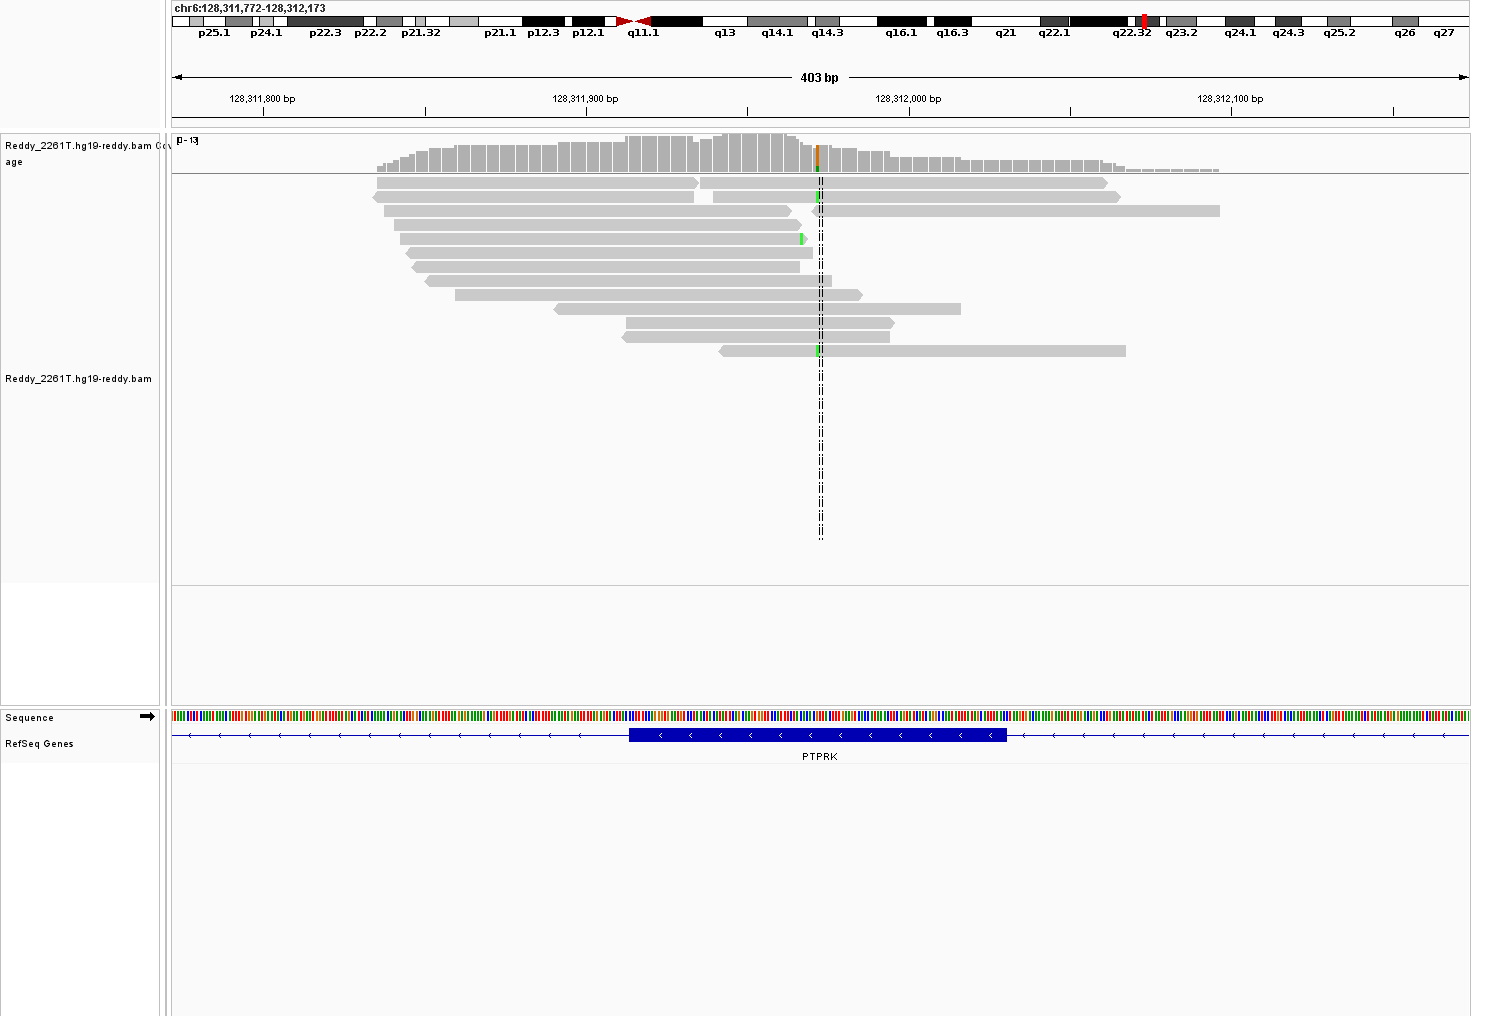 chr6:128,311,772-128,312,173
p25.1 p24.1 p22.3 p22.2 p21.32 p21.1 p12.3 p12.1 q11.1 q13 q14.1 q14.3 q16.1 q16.3 q21 q22.1 q22.32 q23.2 q24.1 q24.3 q25.2 q26 q27
403 bp
128,311,800 bp 128,311,900 bp 128,312,000 bp 128,312,100 bp
[0 - 13]
Reddy_2261T.hg19-reddy.bam Cov
age
Reddy_2261T.hg19-reddy.bam
Sequence
RefSeq Genes
PTPRK